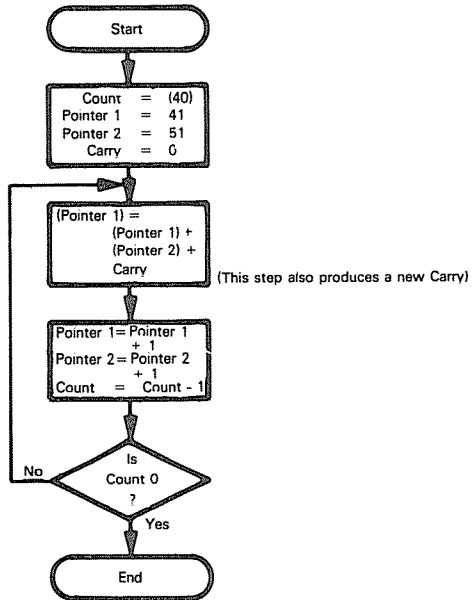 Start
Count = (40)
Pointer 1 = 41
Pointer 2 = 51
Carry = 0
(Pointer 1) =
(Pointer 1) +
(Pointer 2) +
Carry
(This step also produces a new Carry)
Pointer 1 = Pointer 1
+ 1
Pointer 2 = Pointer 2
+ 1
Count = Count - 1
Is
Count 0
?
No
Yes
End